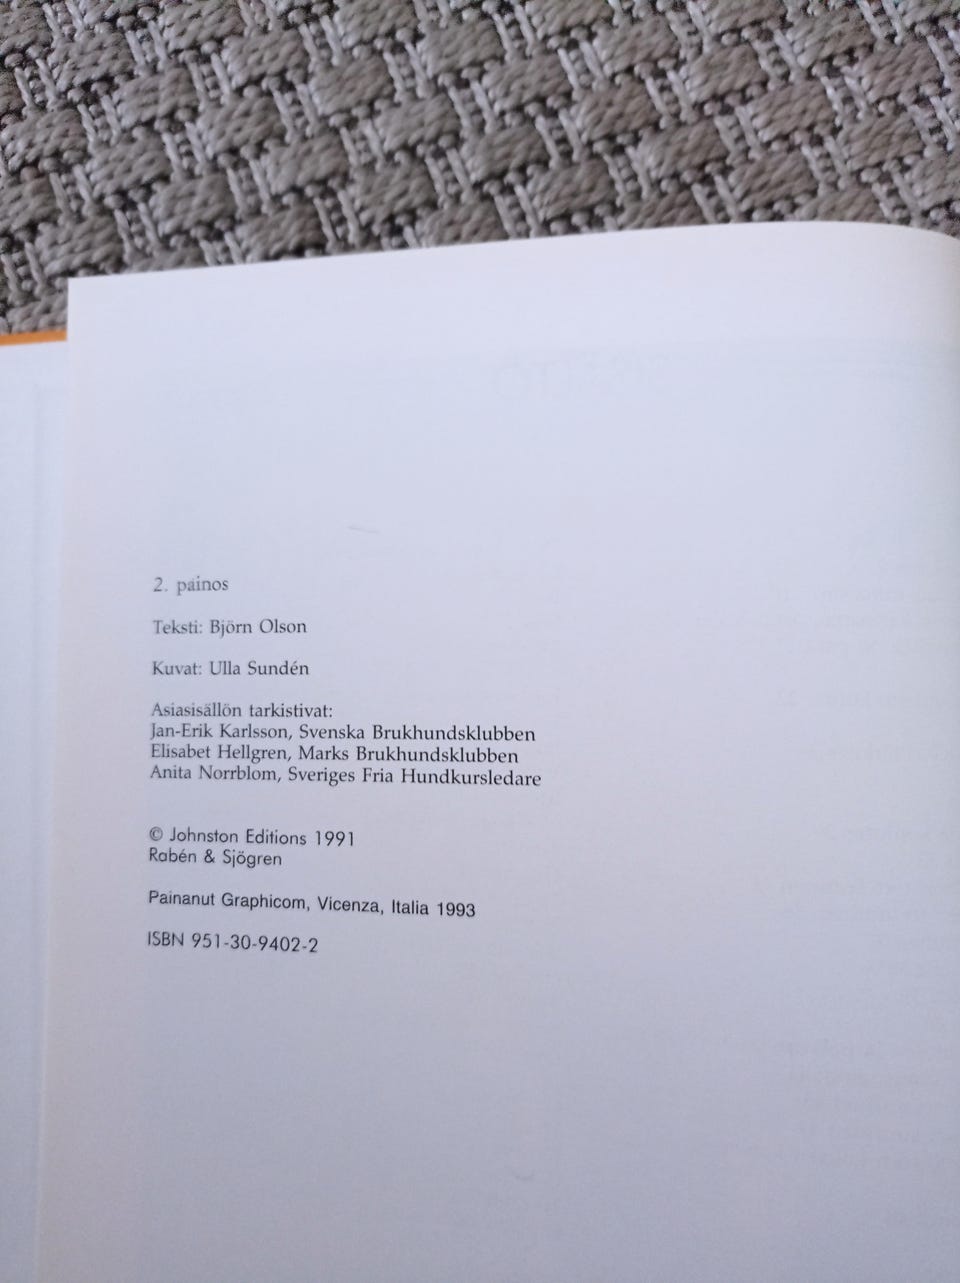 2. painos
Teksti: Björn Olson
Kuvat: Ulla Sundén
Asiasisällön tarkistivat:
Jan-Erik Karlsson, Svenska Brukhundsklubben
Elisabet Hellgren, Marks Brukhundsklubben
Anita Norrblom, Sveriges Fria Hundkursledare
© Johnston Editions 1991
Rabén & Sjögren
Painanut Graphicom, Vicenza, Italia 1993
ISBN 951-30-9402-2